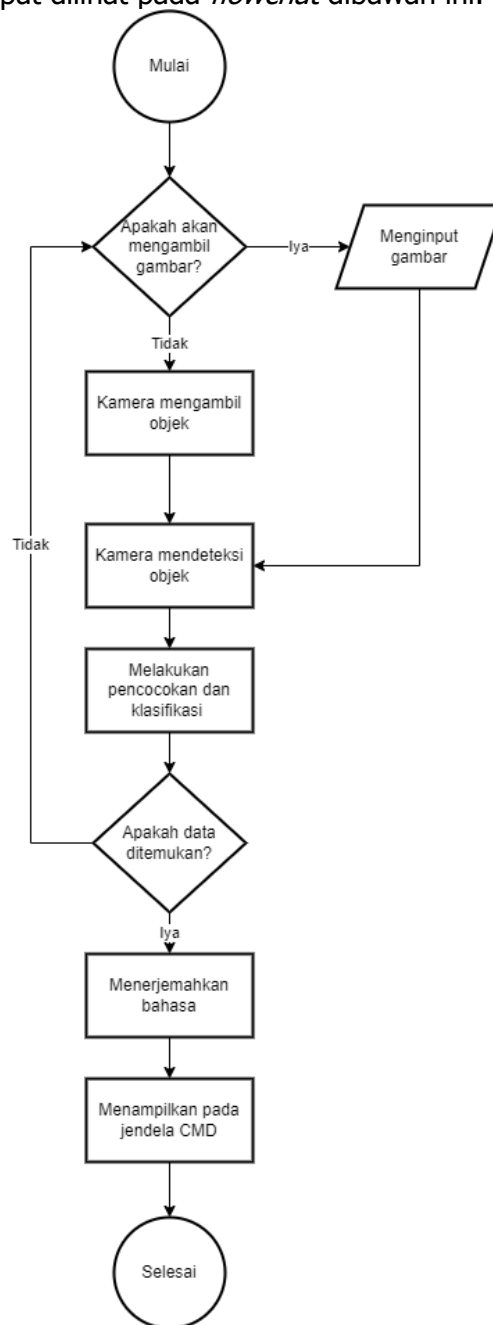 pat dilihat pada dibawah ini.
Mulai
Apakah akan
mengambil
gambar?
Iya
Menginput
gambar
Tidak
Kamera mengambil
objek
Tidak
Kamera mendeteksi
objek
Melakukan
pencocokan dan
klasifikasi
Apakah data
ditemukan?
Iya
Menerjemahkan
bahasa
Menampilkan pada
jendela CMD
Selesai